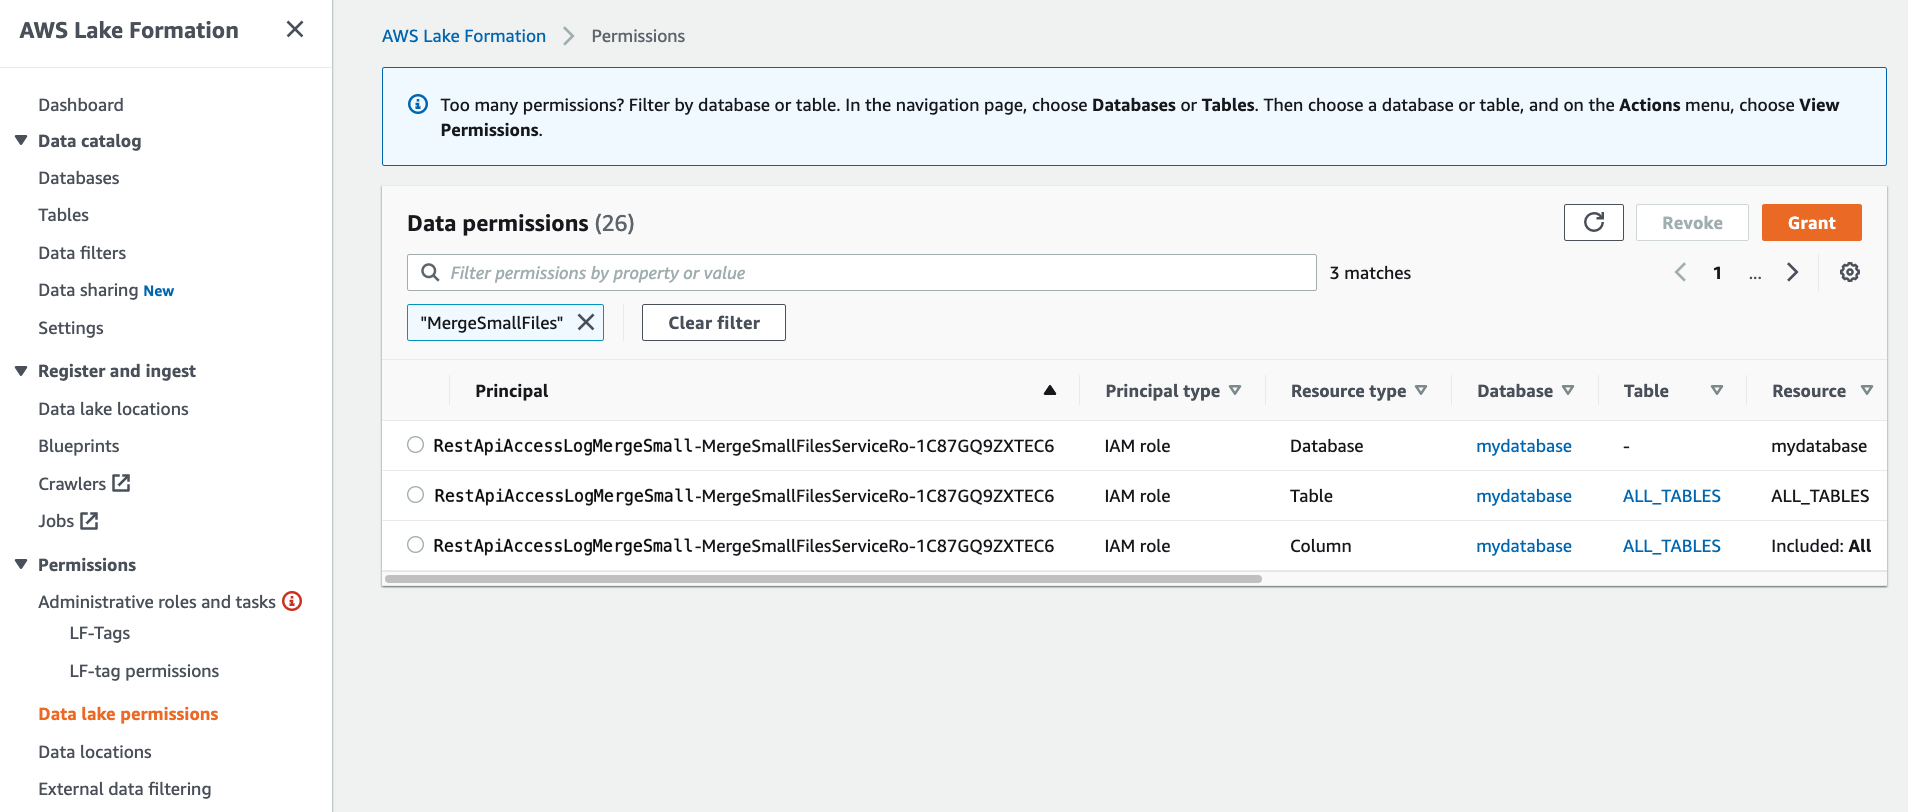 AWS Lake Formation
Dashboard
Data catalog
Databases
Tables
Data filters
Data sharing New
Settings
Register and ingest
Data lake locations
Blueprints
Crawlers
Jobs
Permissions
Administrative roles and tasks
LF-Tags
LF-tag permissions
Data lake permissions
Data locations
External data filtering
AWS Lake Formation > Permissions
Too many permissions? Filter by database or table. In the navigation page, choose Databases or Tables. Then choose a database or table, and on the Actions menu, choose View
Permissions.
Data permissions (26)
Revoke
Grant
Filter permissions by property or value
3 matches
1 ...
"MergeSmallFiles"
Clear filter
Principal Principal type Resource type Database Table Resource
RestApiAccessLogMergeSmall-MergeSmallFilesServiceRo-1C87GQ9ZXTEC6 IAM role Database mydatabase - mydatabase
RestApiAccessLogMergeSmall-MergeSmallFilesServiceRo-1C87GQ9ZXTEC6 IAM role Table mydatabase ALL_TABLES ALL_TABLES
RestApiAccessLogMergeSmall-MergeSmallFilesServiceRo-1C87GQ9ZXTEC6 IAM role Column mydatabase ALL_TABLES Included: All